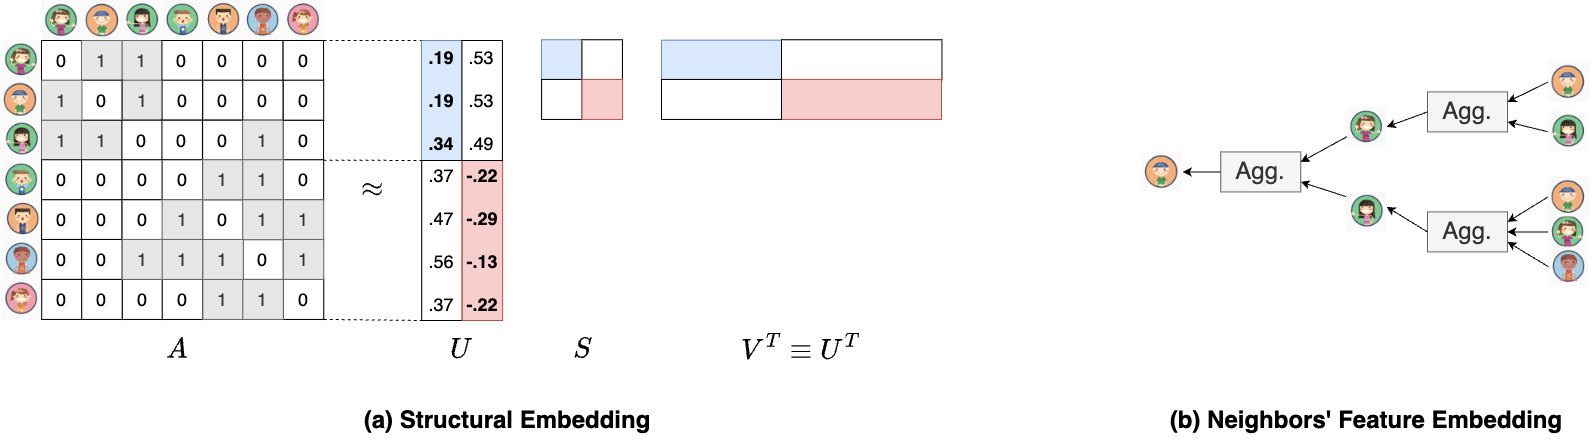 0 1 1 0 0 0 0
1 0 1 0 0 0 0
1 1 0 0 0 1 0
0 0 0 0 1 1 0
0 0 0 1 0 1 1
0 0 1 1 1 0 1
0 0 0 0 1 1 0
A
≈
.19 .53
.19 .53
.34 .49
.37 -.22
.47 -.29
.56 -.13
.37 -.22
U
S
V^T ≡ U^T
(a) Structural Embedding
Agg.
Agg.
Agg.
(b) Neighbors' Feature Embedding